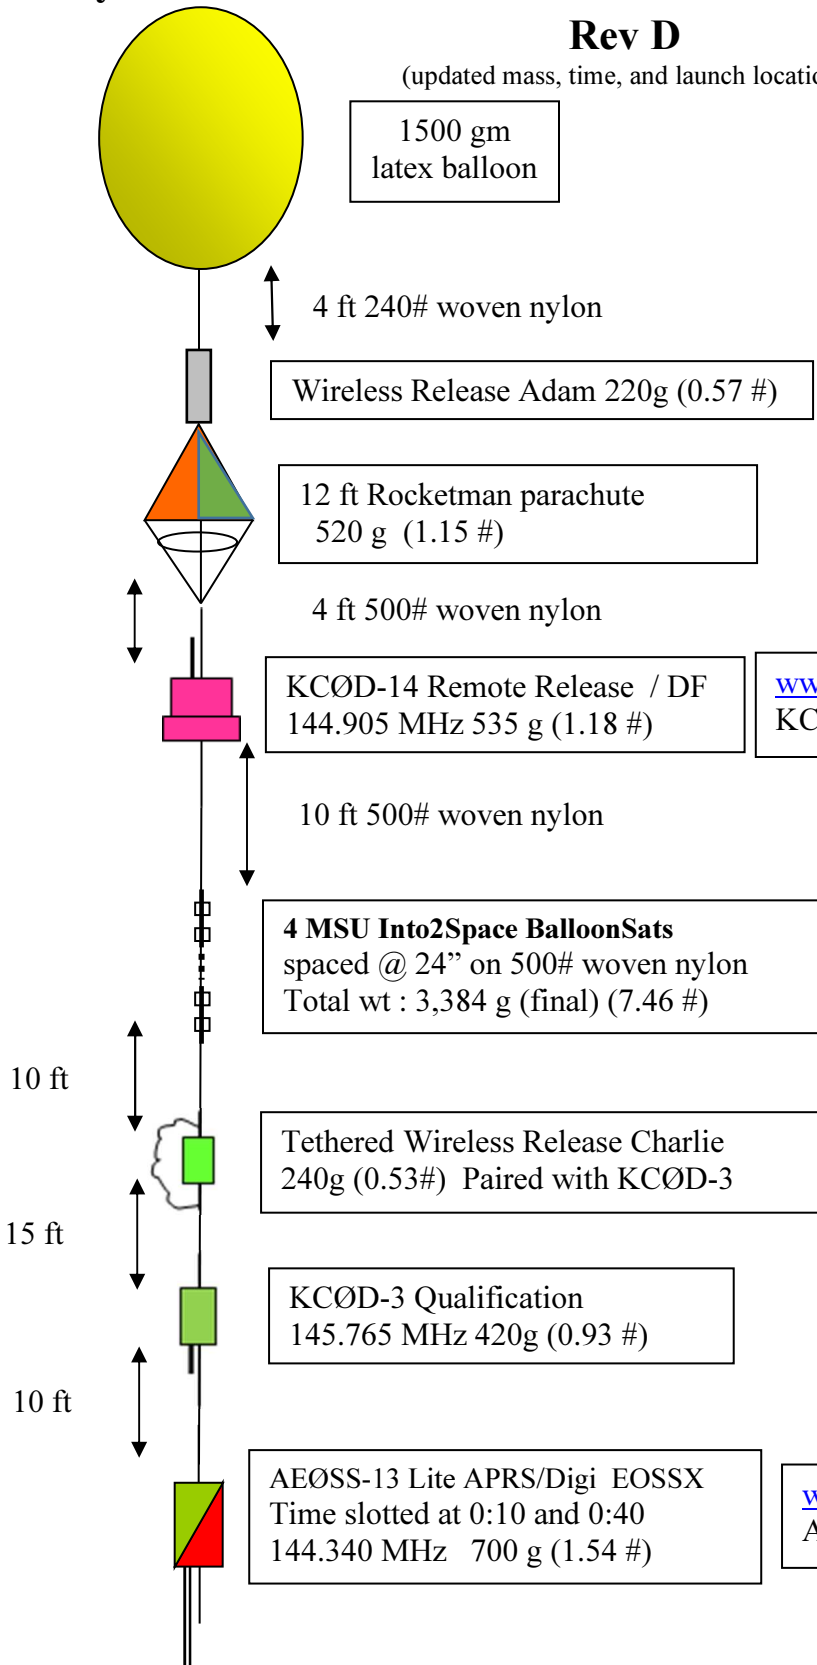 Rev D
(updated mass, time, and launch
1500 gm
latex balloon
4 ft 240# woven nylon
Wireless Release Adam 220g (0.57 #)
12 ft Rocketman parachute
520 g (1.15 #)
4 ft 500# woven nylon
KCØD-14 Remote Release / DF
144.905 MHz 535 g (1.18 #)
10 ft 500# woven nylon
4 MSU Into2Space BalloonSats
spaced @ 24” on 500# woven nylon
Total wt : 3,384 g (final) (7.46 #)
10 ft
Tethered Wireless Release Charlie
240g (0.53#) Paired with KCØD-3
15 ft
KCØD-3 Qualification
145.765 MHz 420g (0.93 #)
10 ft
AEØSS-13 Lite APRS/Digi EOSSX
Time slotted at 0:10 and 0:40
144.340 MHz 700 g (1.54 #)